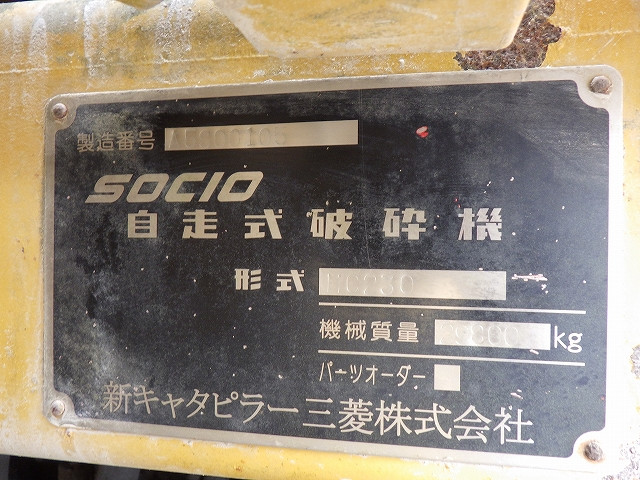 製造番号
SOCIO
自走式破砕機
形式
機械質量 kg
パーツオーダー
新キャタピラー三菱株式会社